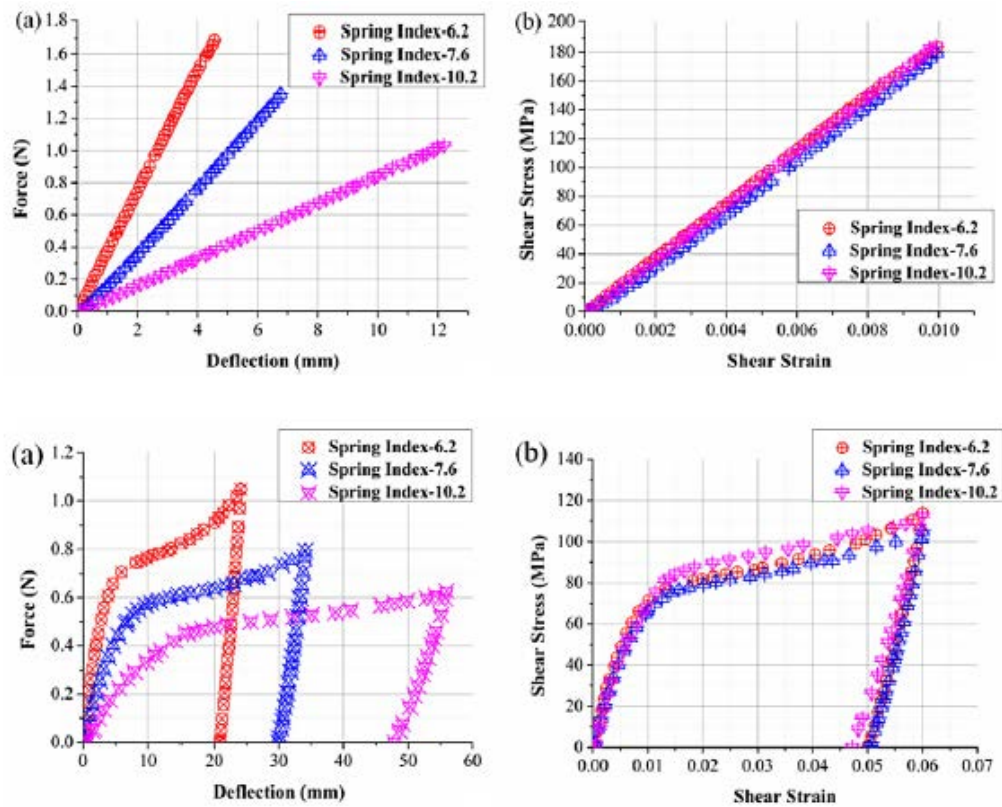 (a)
Spring Index-6.2
Spring Index-7.6
Spring Index-10.2
1.8
1.6
1.4
1.2
1.0
0.8
0.6
0.4
0.2
0.0
Force (N)
0 2 4 6 8 10 12
Deflection (mm)
(b)
200
180
160
140
120
100
80
60
40
20
0
Shear Stress (MPa)
Spring Index-6.2
Spring Index-7.6
Spring Index-10.2
0.000 0.002 0.004 0.006 0.008 0.010
Shear Strain
(a)
Spring Index-6.2
Spring Index-7.6
Spring Index-10.2
1.2
1.0
0.8
0.6
0.4
0.2
0.0
Force (N)
0 10 20 30 40 50 60
Deflection (mm)
(b)
Spring Index-6.2
Spring Index-7.6
Spring Index-10.2
140
120
100
80
60
40
20
0
Shear Stress (MPa)
0.00 0.01 0.02 0.03 0.04 0.05 0.06 0.07
Shear Strain